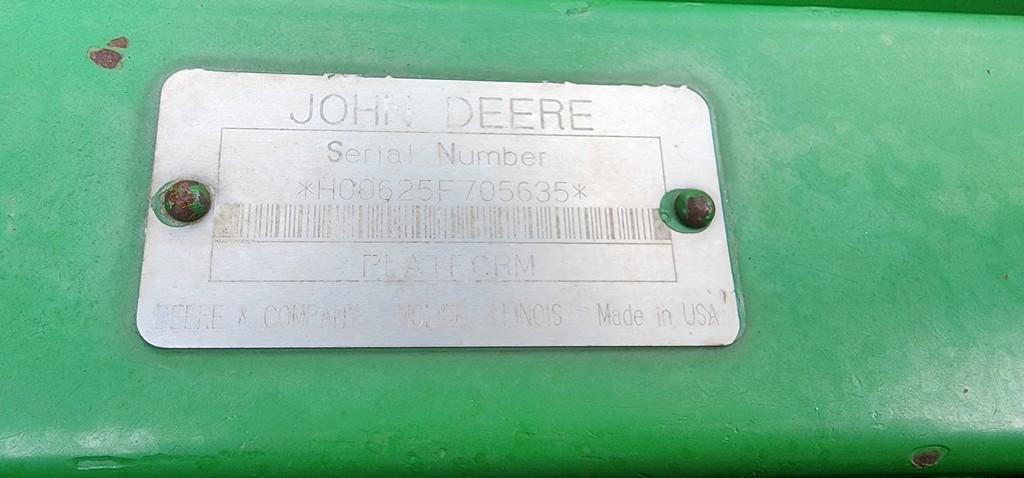 JOHN DEERE
Serial Number
*H00625F705635*
PLATFORM
DEERE & COMPANY MOLINE ILLINOIS Made in USA